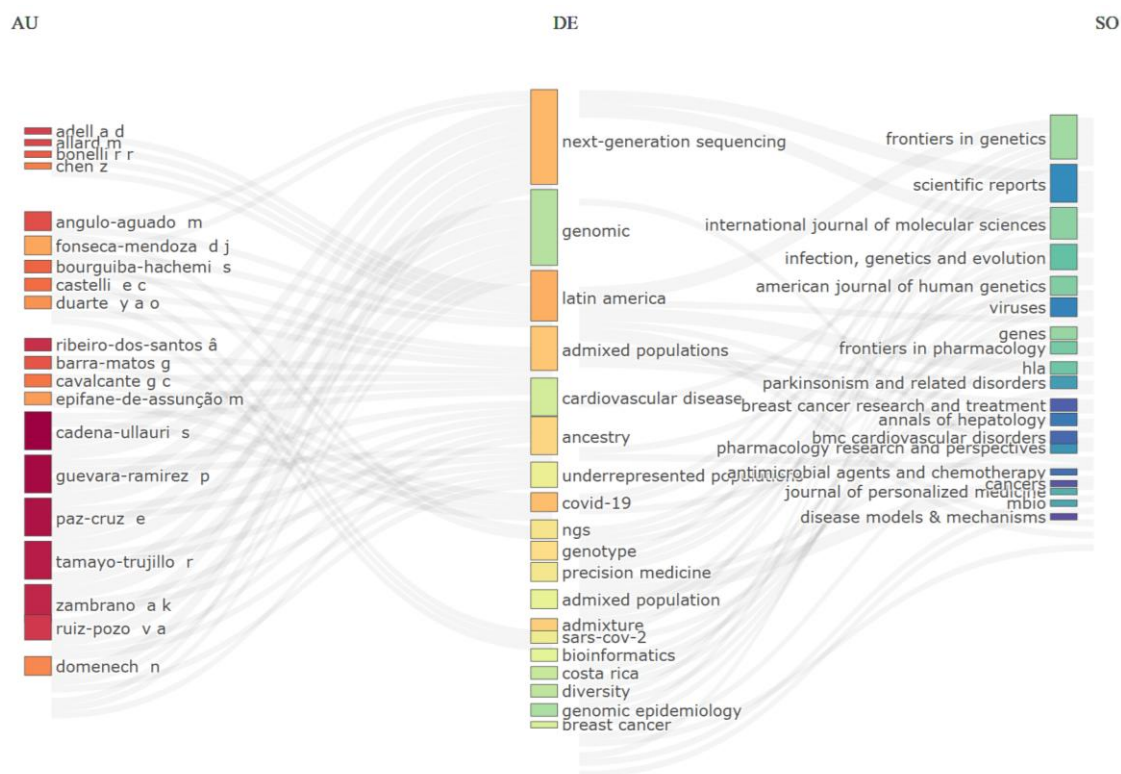 AU
DE
SO
adell a d
allard m
bonelli r r
chen z
angulo-aguado m
fonseca-mendoza d j
bourguiba-hachemi s
castelli e c
duarte y a o
ribeiro-dos-santos â
barra-matos g
cavalcante g c
epifane-de-assunção m
cadena-ullauri s
guevara-ramirez p
paz-cruz e
tamayo-trujillo r
zambrano a k
ruiz-pozo v a
domenech n
next-generation sequencing
genomic
latin america
admixed populations
cardiovascular disease
ancestry
underrepresented populations
covid-19
ngs
genotype
precision medicine
admixed population
admixture
sars-cov-2
bioinformatics
costa rica
diversity
genomic epidemiology
breast cancer
frontiers in genetics
scientific reports
international journal of molecular sciences
infection, genetics and evolution
american journal of human genetics
viruses
genes
frontiers in pharmacology
hla
parkinsonism and related disorders
breast cancer research and treatment
annals of hepatology
bmc cardiovascular disorders
pharmacology research and perspectives
antimicrobial agents and chemotherapy
cancers
journal of personalized medicine
mbio
disease models & mechanisms